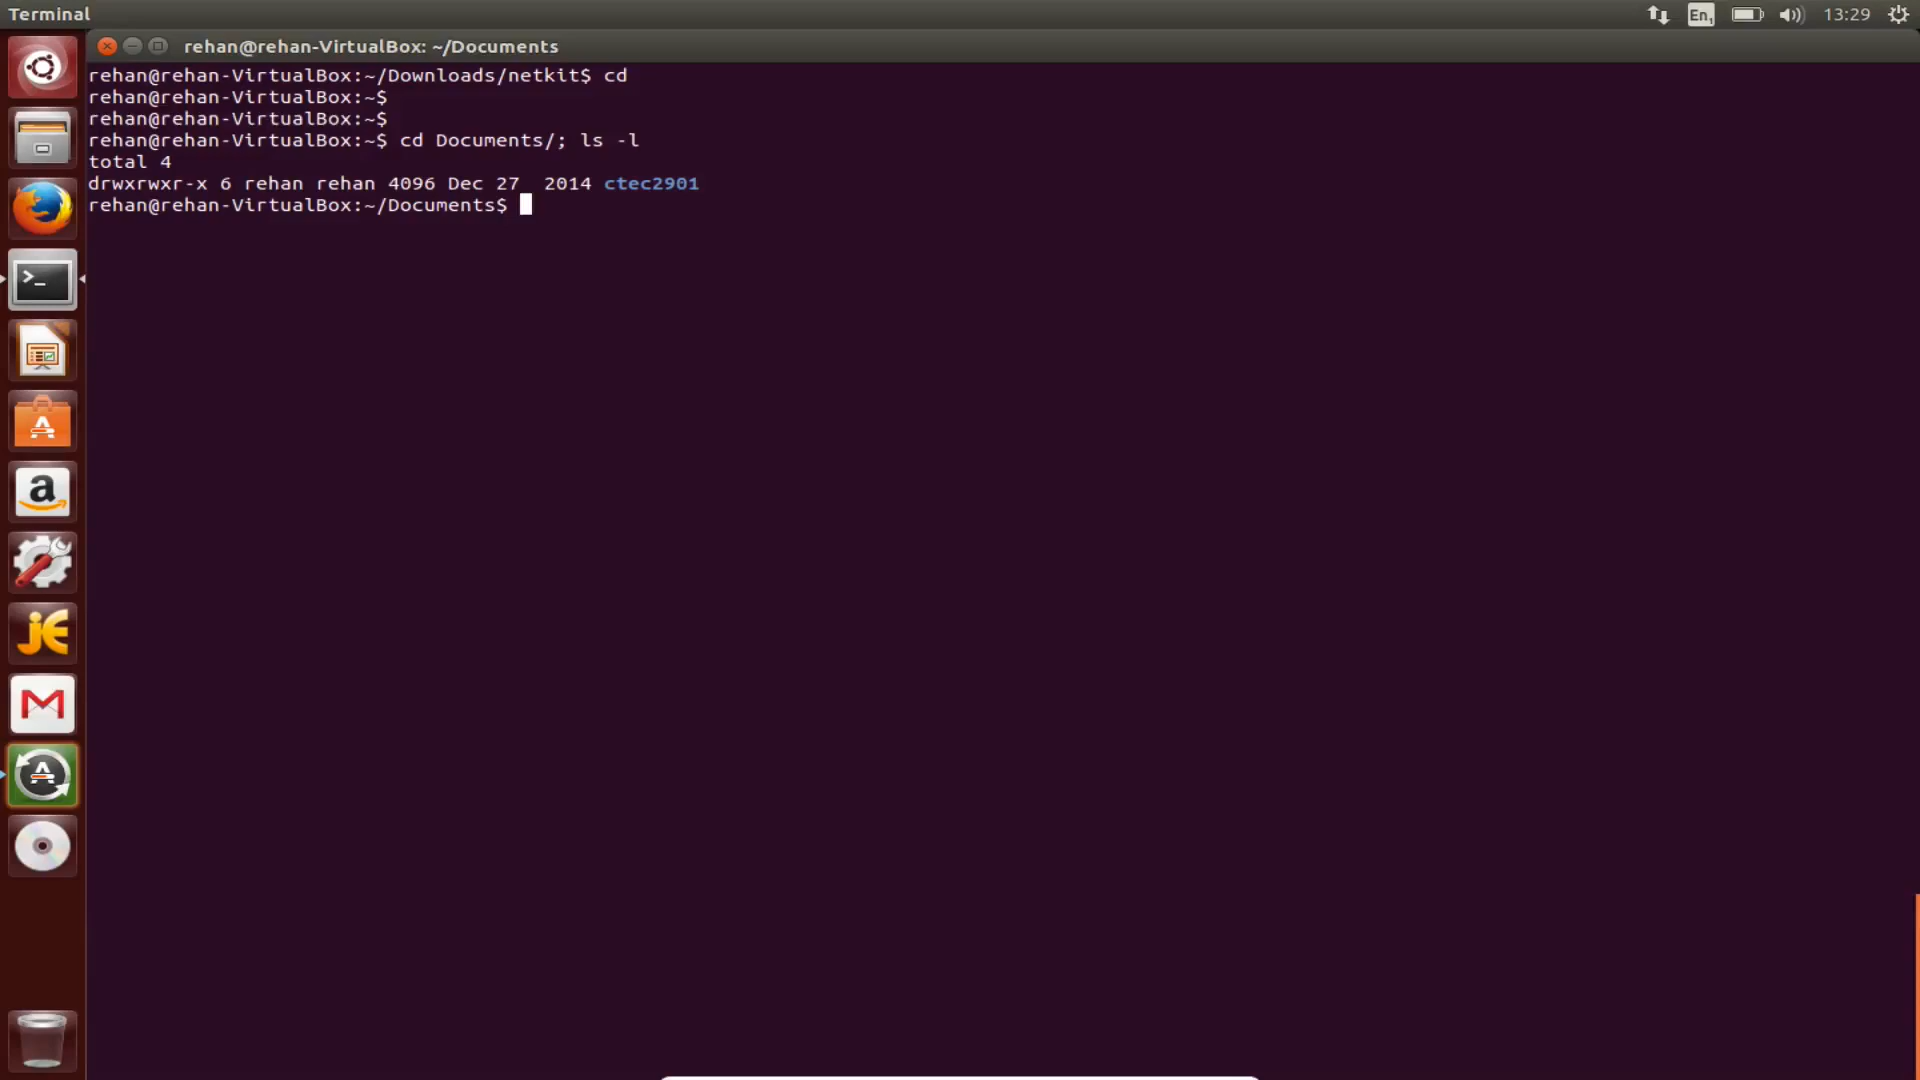 Terminal
En1
13:29
rehan@rehan-VirtualBox: ~/Documents
rehan@rehan-VirtualBox:~/Downloads/netkit$ cd
rehan@rehan-VirtualBox:~$
rehan@rehan-VirtualBox:~$
rehan@rehan-VirtualBox:~$ cd Documents/; ls -l
total 4
drwxrwxr-x 6 rehan rehan 4096 Dec 27  2014 ctec2901
rehan@rehan-VirtualBox:~/Documents$